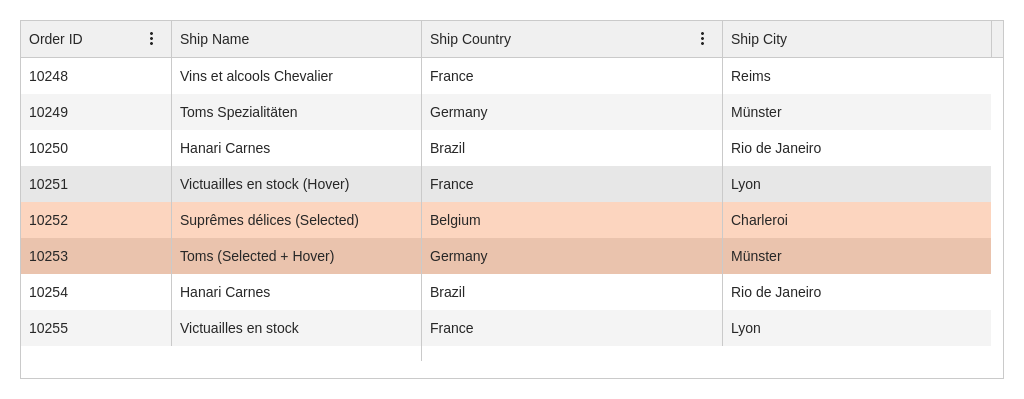 Order ID Ship Name Ship Country Ship City
10248 Vins et alcools Chevalier France Reims
10249 Toms Spezialitäten Germany Münster
10250 Hanari Carnes Brazil Rio de Janeiro
10251 Victuailles en stock (Hover) France Lyon
10252 Suprêmes délices (Selected) Belgium Charleroi
10253 Toms (Selected + Hover) Germany Münster
10254 Hanari Carnes Brazil Rio de Janeiro
10255 Victuailles en stock France Lyon